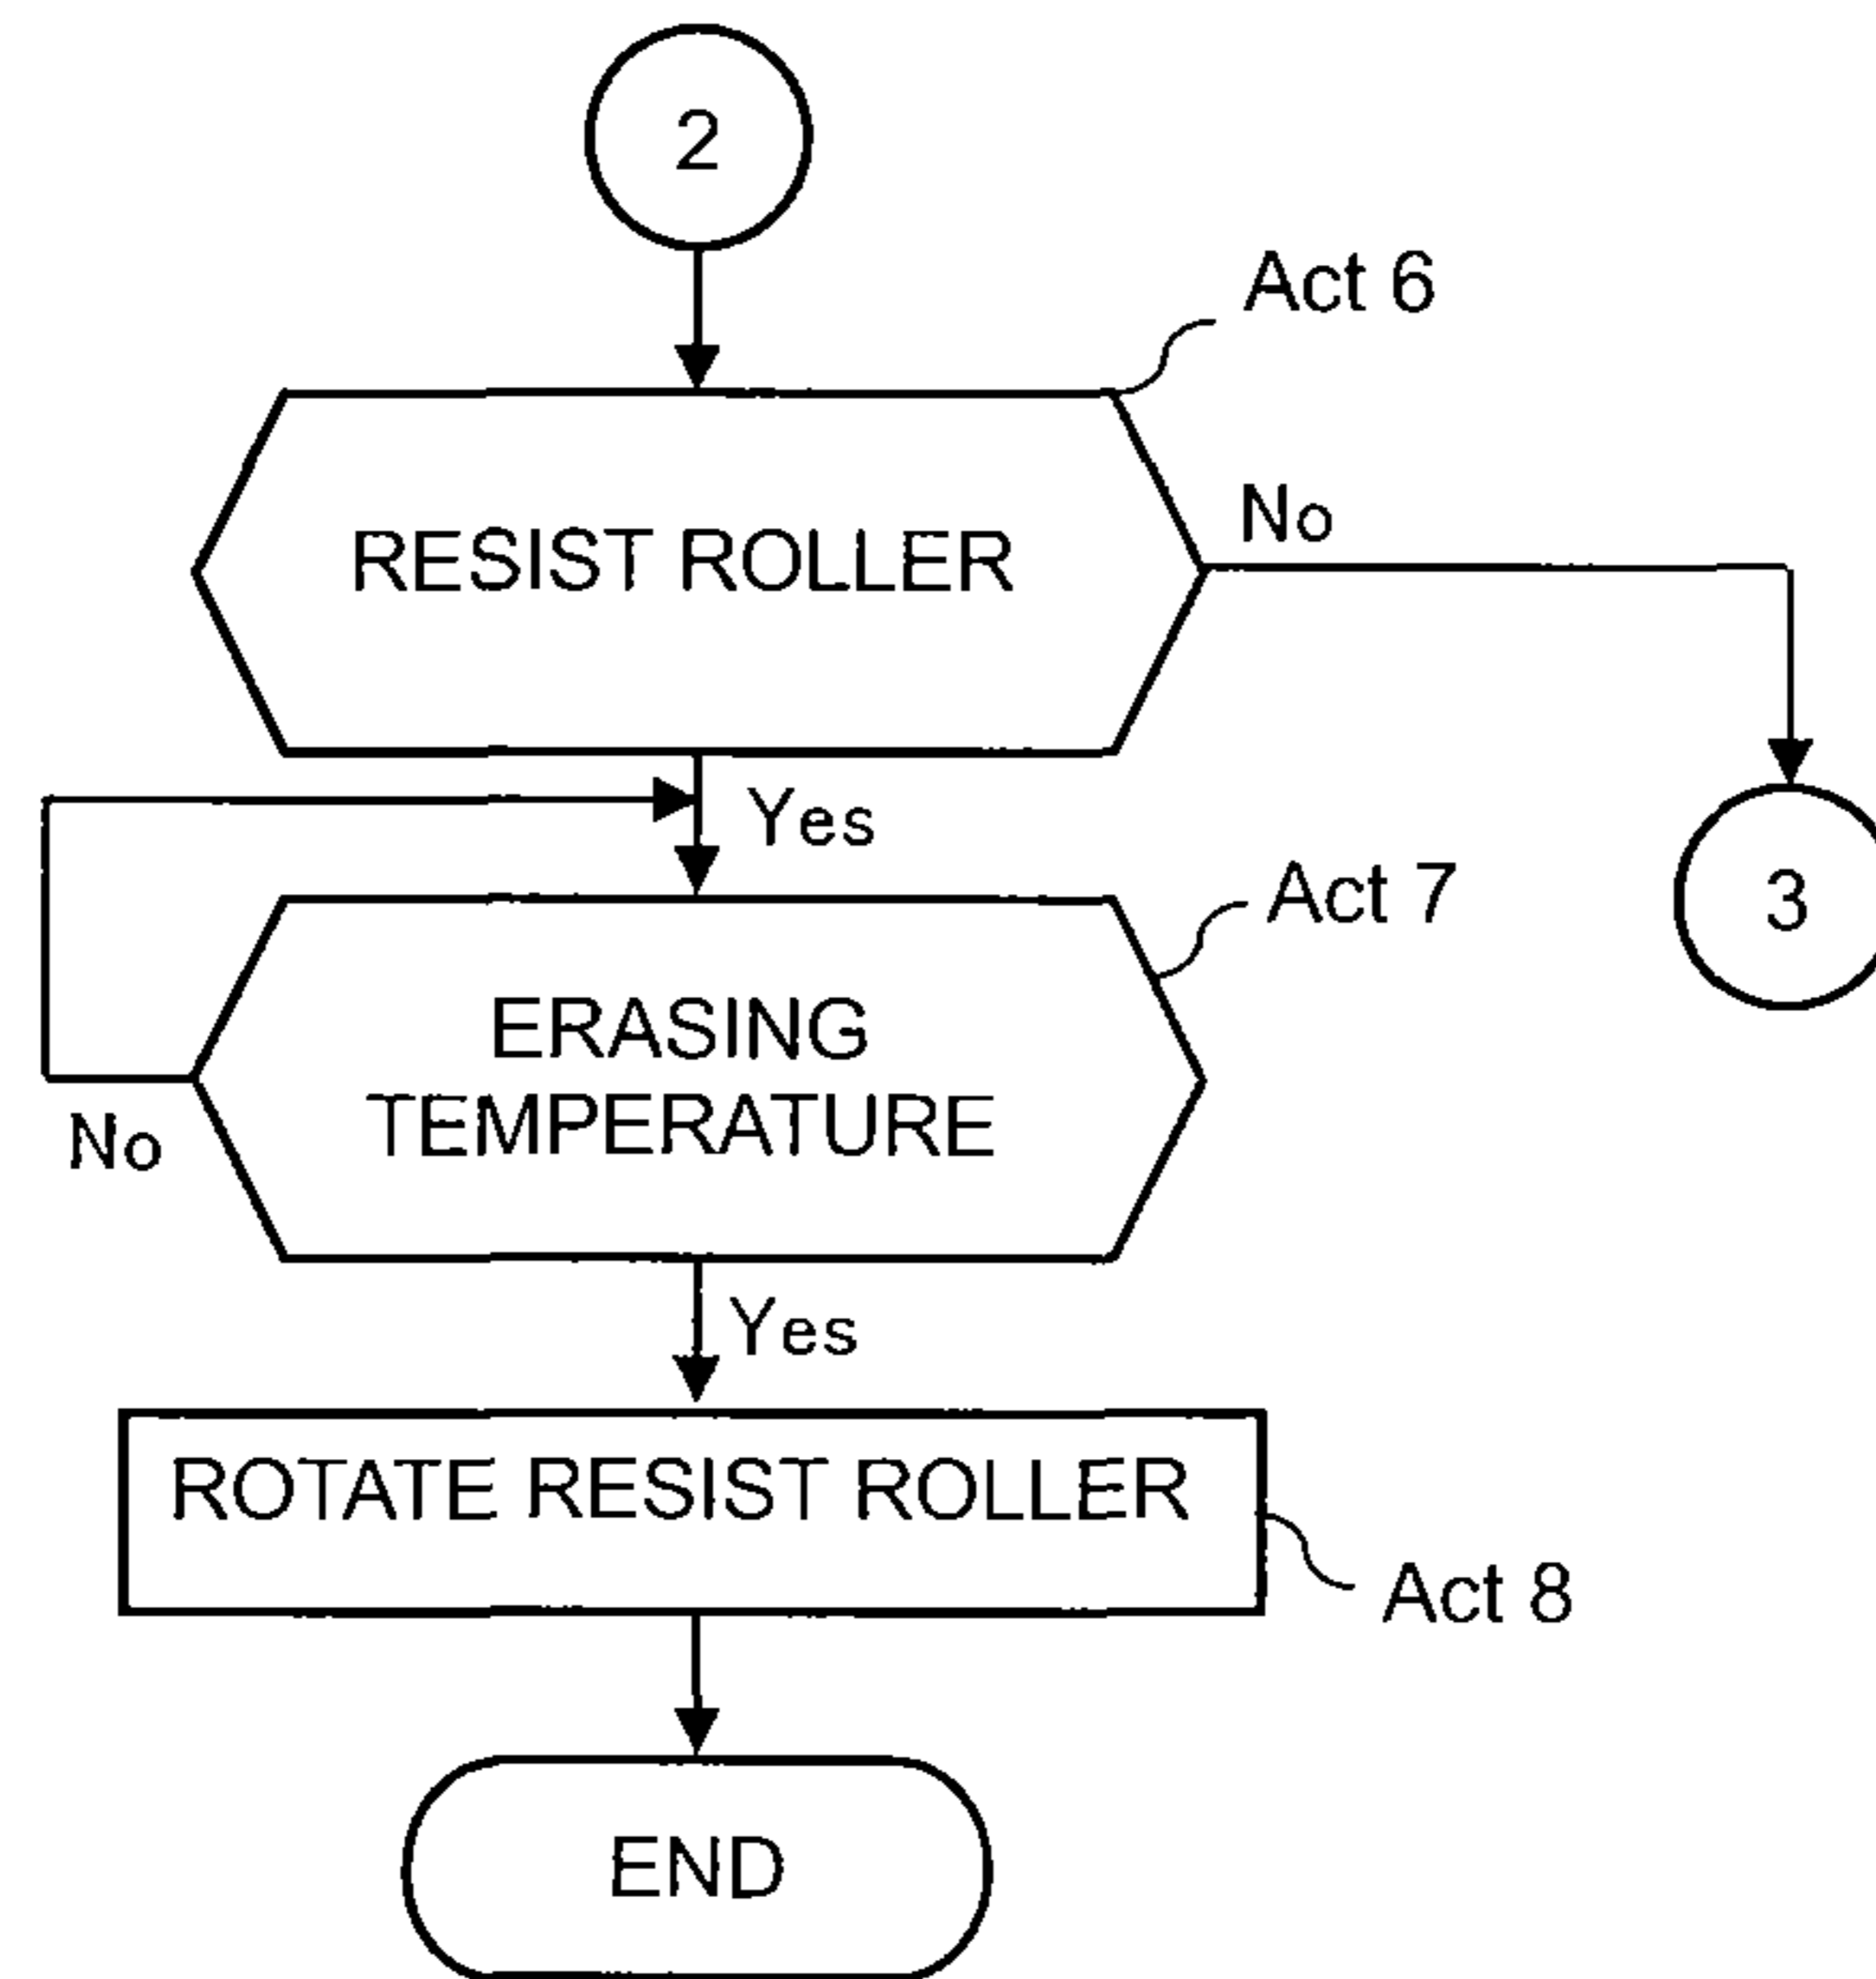 2
Act 6
RESIST ROLLER
No
Yes
Act 7
3
ERASING
TEMPERATURE
No
Yes
ROTATE RESIST ROLLER
Act 8
END